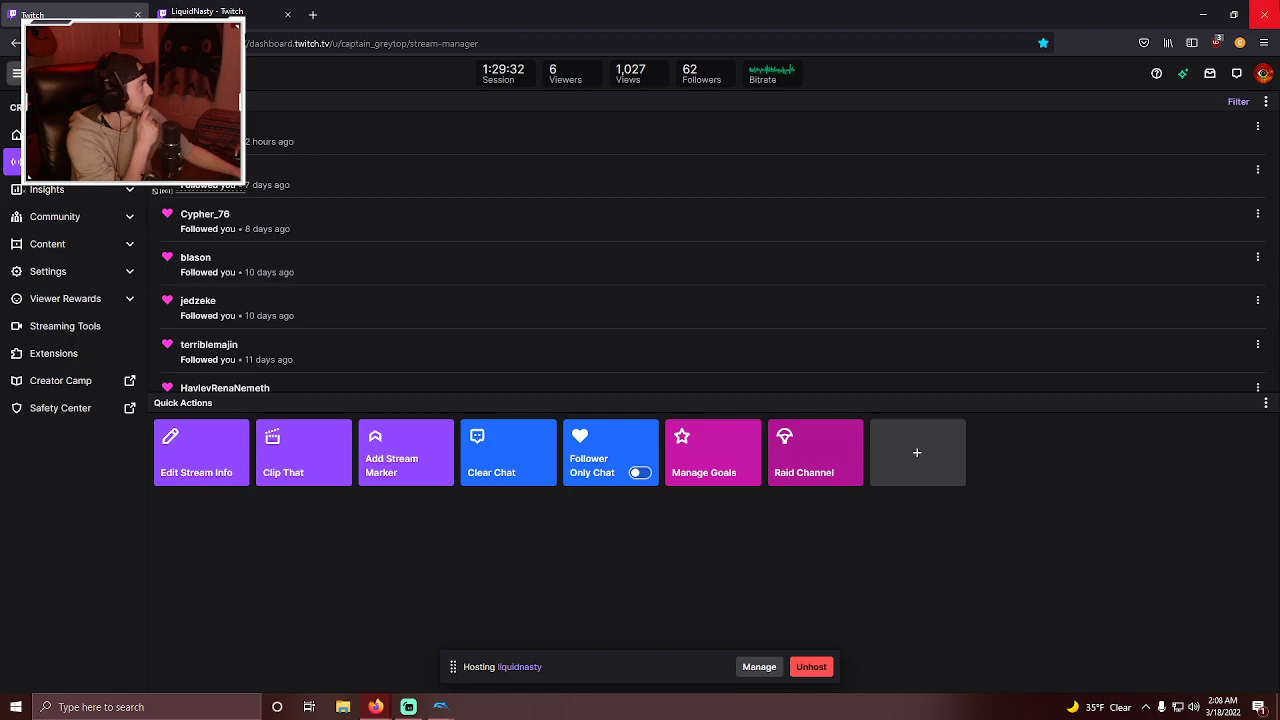 Twitch
LiquidNasty - Twitch
/dashboard.twitch.tv/u/captain_greytop/stream-manager
1:29:32
Session
6
Viewers
1,027
Views
62
Followers
Bitrate
3
Filter
2 hours ago
Followed you • 7 days ago
Cypher_76
Followed you • 8 days ago
blason
Followed you • 10 days ago
jedzeke
Followed you • 10 days ago
terriblemajin
Followed you • 11 days ago
HayleyRenaNemeth
CR
Insights
Community
Content
Settings
Viewer Rewards
Streaming Tools
Extensions
Creator Camp
Safety Center
Quick Actions
Edit Stream Info
Clip That
Add Stream
Marker
Clear Chat
Follower
Only Chat
Manage Goals
Raid Channel
Hosting liquidnasty
Manage
Unhost
Type here to search
35°F Clear
2:08 AM
3/18/2022